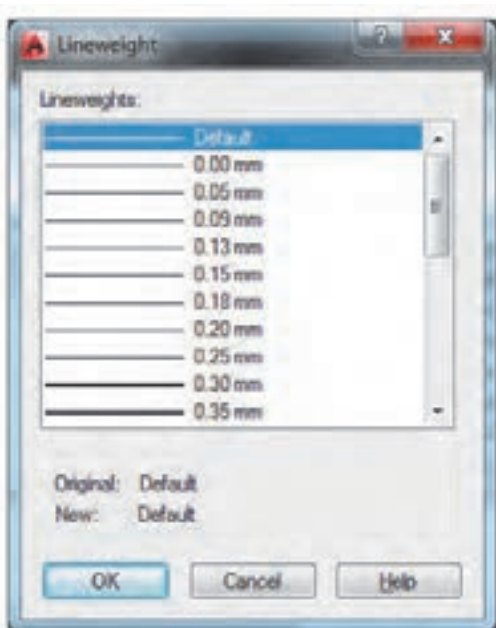 Lineweight
Lineweights:
Default
0.00 mm
0.05 mm
0.09 mm
0.13 mm
0.15 mm
0.18 mm
0.20 mm
0.25 mm
0.30 mm
0.35 mm
Original: Default
New: Default
OK Cancel Help